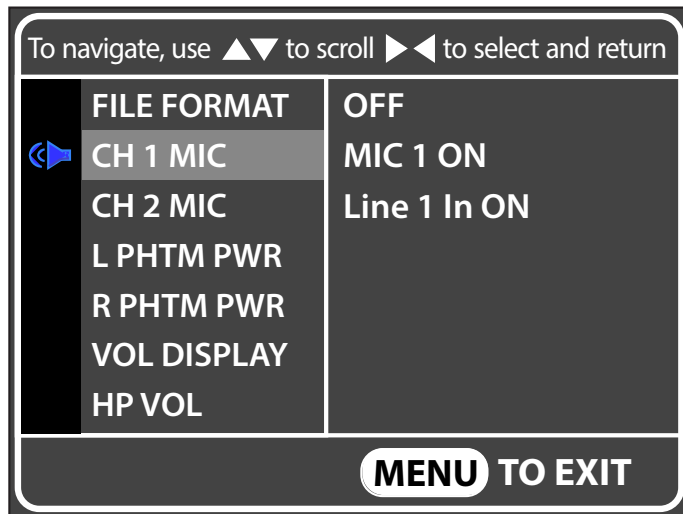 To navigate, use ▲▼ to scroll ▶◀ to select and return
FILE FORMAT
CH 1 MIC
CH 2 MIC
L PHTM PWR
R PHTM PWR
VOL DISPLAY
HP VOL
OFF
MIC 1 ON
Line 1 In ON
MENU TO EXIT